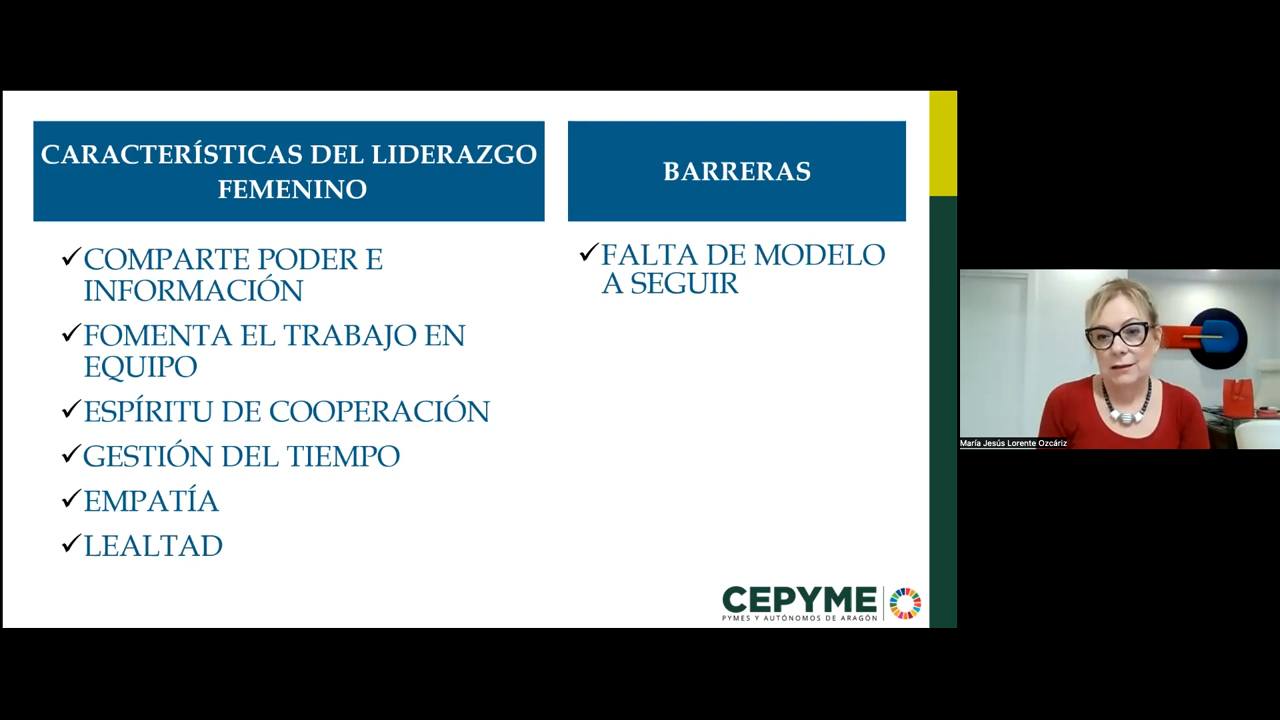 CARACTERÍSTICAS DEL LIDERAZGO
FEMENINO
✓COMPARTE PODER E
INFORMACIÓN
✓FOMENTA EL TRABAJO EN
EQUIPO
✓ESPÍRITU DE COOPERACIÓN
✓GESTIÓN DEL TIEMPO
✓EMPATÍA
✓LEALTAD
BARRERAS
✓FALTA DE MODELO
A SEGUIR
CEPYME
PYMES Y AUTÓNOMOS DE ARAGÓN
María Jesús Lorente Ozcáriz